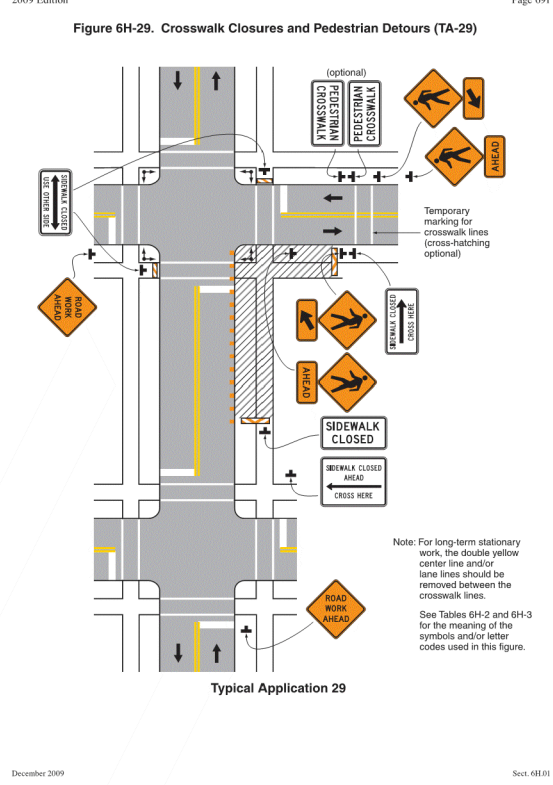 2009 Edition
Page 691
Figure 6H-29. Crosswalk Closures and Pedestrian Detours (TA-29)
(optional)
PEDESTRIAN
CROSSWALK
PEDESTRIAN
CROSSWALK
AHEAD
SIDEWALK CLOSED
USE OTHER SIDE
Temporary
marking for
crosswalk lines
(cross-hatching
optional)
ROAD
WORK
AHEAD
SIDEWALK CLOSED
CROSS HERE
AHEAD
SIDEWALK
CLOSED
SIDEWALK CLOSED
AHEAD
CROSS HERE
Note: For long-term stationary
work, the double yellow
center line and/or
lane lines should be
removed between the
crosswalk lines.
See Tables 6H-2 and 6H-3
for the meaning of the
symbols and/or letter
codes used in this figure.
ROAD
WORK
AHEAD
Typical Application 29
December 2009
Sect. 6H.01